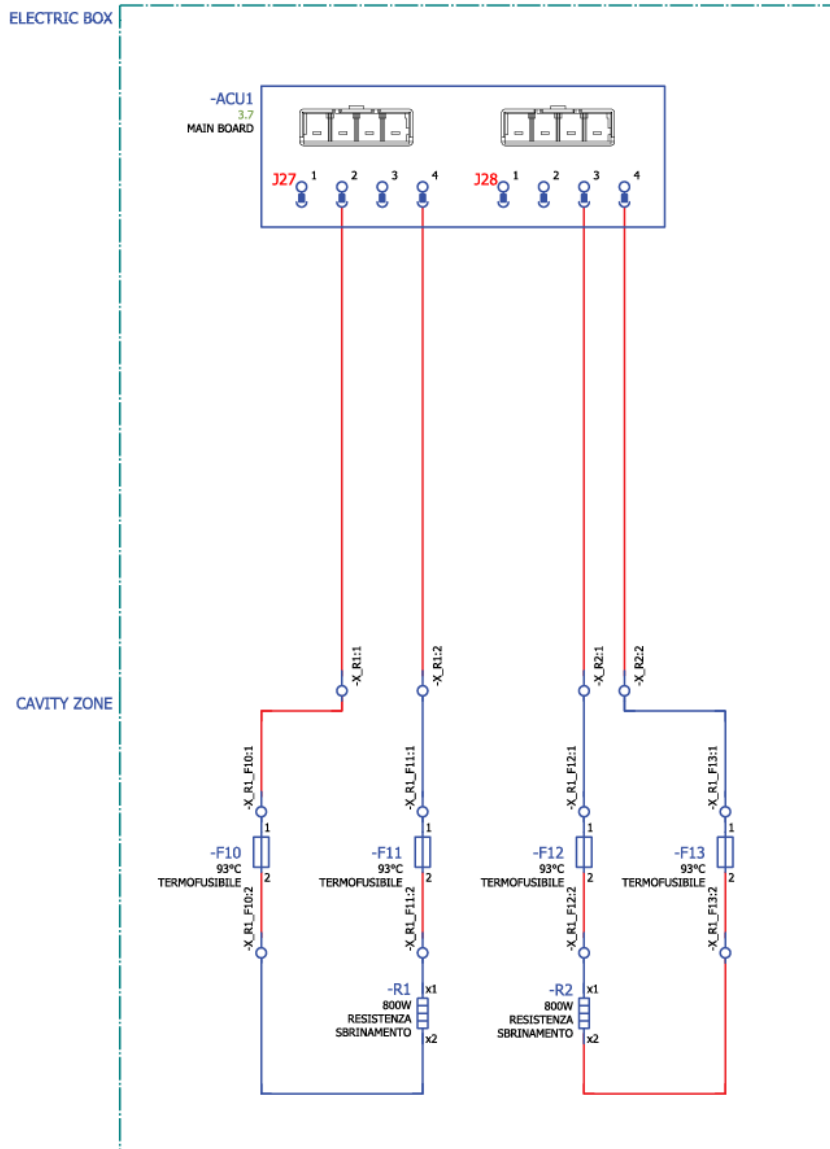 ELECTRIC BOX
-ACU1
3.7
MAIN BOARD
J27 1 2 3 4
J28 1 2 3 4
-X_R1:1
-X_R1:2
-X_R2:1
-X_R2:2
CAVITY ZONE
-X_R1_F10:1
-X_R1_F11:1
-X_R1_F12:1
-X_R1_F13:1
1
-F10
93°C
TERMOFUSIBILE
2
1
-F11
93°C
TERMOFUSIBILE
2
1
-F12
93°C
TERMOFUSIBILE
2
1
-F13
93°C
TERMOFUSIBILE
2
-X_R1_F10:2
-X_R1_F11:2
-X_R1_F12:2
-X_R1_F13:2
-R1 x1
800W
RESISTENZA
SBRINAMENTO
x2
-R2 x1
800W
RESISTENZA
SBRINAMENTO
x2